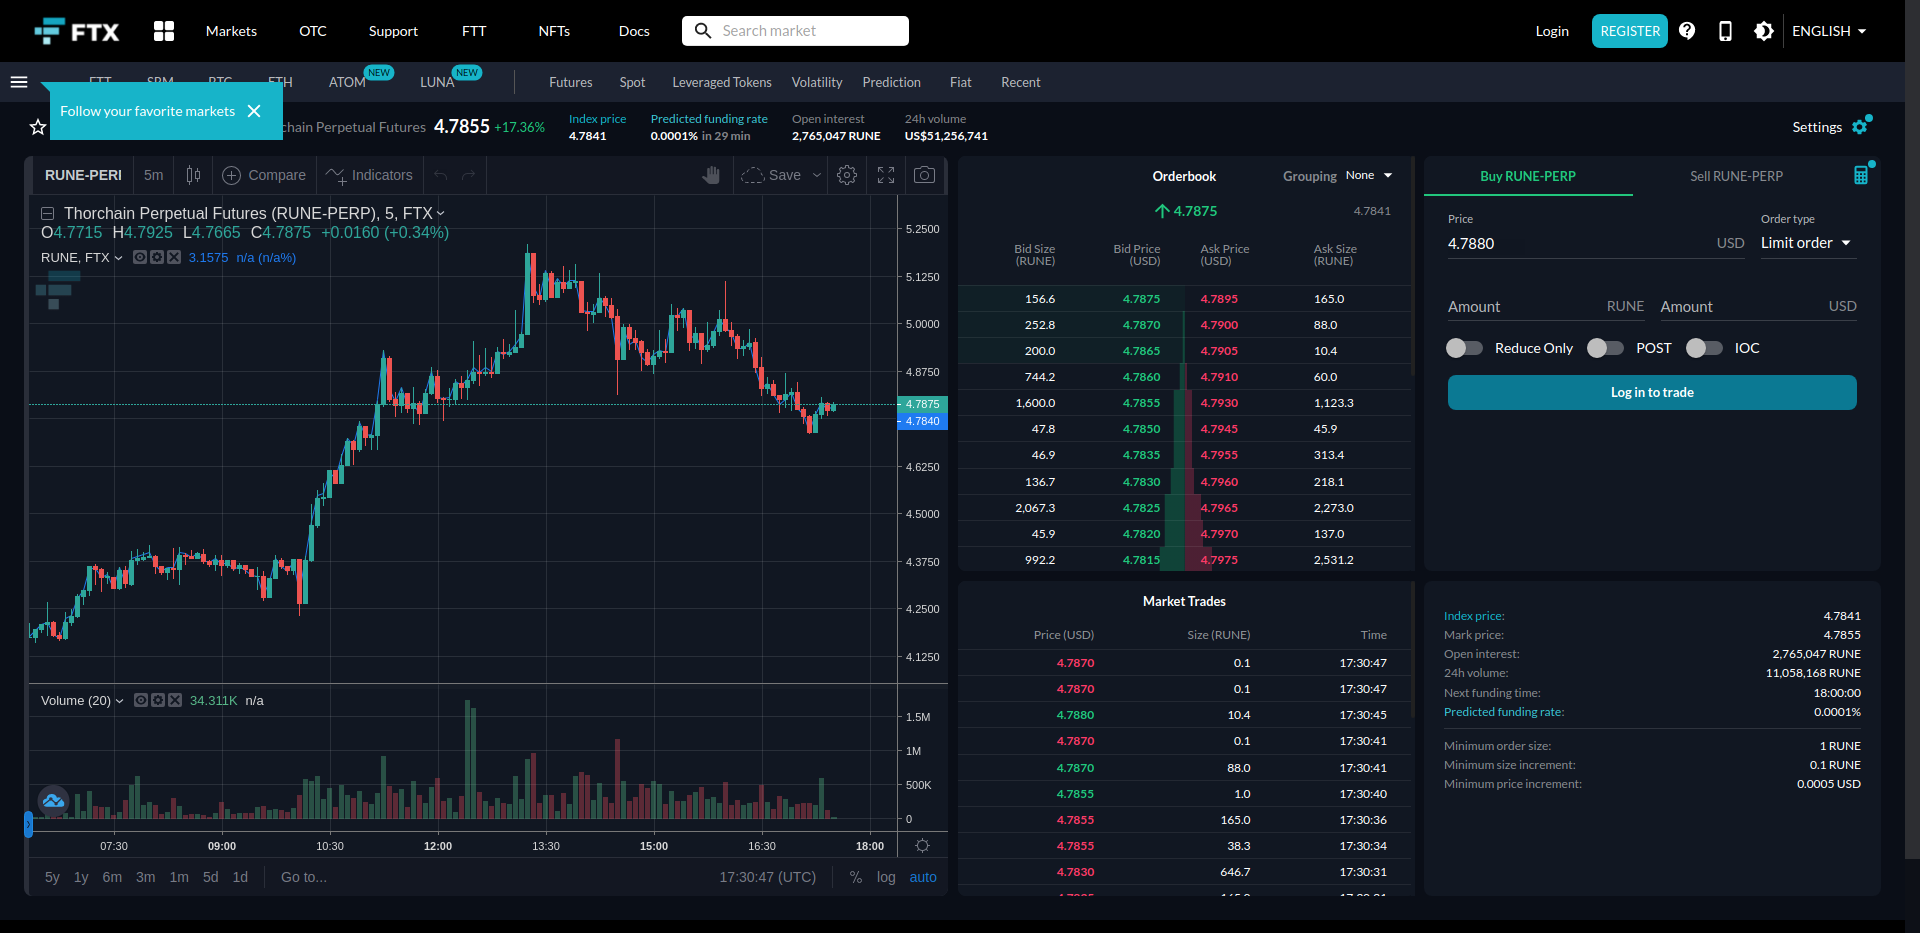 FTX
Markets OTC Support FTT NFTs Docs Search market Login REGISTER ENGLISH
ATOM NEW LUNA NEW Futures Spot Leveraged Tokens Volatility Prediction Fiat Recent
Follow your favorite markets
chain Perpetual Futures 4.7855 +17.36%
Index price
4.7841
Predicted funding rate
0.0001% in 29 min
Open interest
2,765,047 RUNE
24h volume
US$51,256,741
Settings
RUNE-PERI 5m Compare Indicators Save
Thorchain Perpetual Futures (RUNE-PERP), 5, FTX
O4.7715 H4.7925 L4.7665 C4.7875 +0.0160 (+0.34%)
RUNE, FTX 3.1575 n/a (n/a%)
5.2500
5.1250
5.0000
4.8750
4.7875
4.7840
4.6250
4.5000
4.3750
4.2500
4.1250
Volume (20) 34.311K n/a
1.5M
1M
500K
0
07:30 09:00 10:30 12:00 13:30 15:00 16:30 18:00
5y 1y 6m 3m 1m 5d 1d Go to... 17:30:47 (UTC) % log auto
Orderbook Grouping None
4.7875 4.7841
Bid Size (RUNE) Bid Price (USD) Ask Price (USD) Ask Size (RUNE)
156.6 4.7875 4.7895 165.0
252.8 4.7870 4.7900 88.0
200.0 4.7865 4.7905 10.4
744.2 4.7860 4.7910 60.0
1,600.0 4.7855 4.7930 1,123.3
47.8 4.7850 4.7945 45.9
46.9 4.7835 4.7955 313.4
136.7 4.7830 4.7960 218.1
2,067.3 4.7825 4.7965 2,273.0
45.9 4.7820 4.7970 137.0
992.2 4.7815 4.7975 2,531.2
Market Trades
Price (USD) Size (RUNE) Time
4.7870 0.1 17:30:47
4.7870 0.1 17:30:47
4.7880 10.4 17:30:45
4.7870 0.1 17:30:41
4.7870 88.0 17:30:41
4.7855 1.0 17:30:40
4.7855 165.0 17:30:36
4.7855 38.3 17:30:34
4.7830 646.7 17:30:31
Buy RUNE-PERP Sell RUNE-PERP
Price Order type
4.7880 USD Limit order
Amount RUNE Amount USD
Reduce Only POST IOC
Log in to trade
Index price: 4.7841
Mark price: 4.7855
Open interest: 2,765,047 RUNE
24h volume: 11,058,168 RUNE
Next funding time: 18:00:00
Predicted funding rate: 0.0001%
Minimum order size: 1 RUNE
Minimum size increment: 0.1 RUNE
Minimum price increment: 0.0005 USD